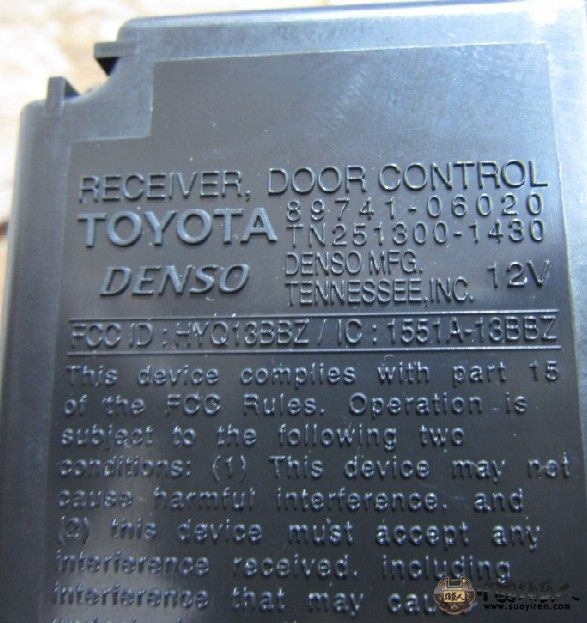 RECEIVER, DOOR CONTROL
TOYOTA 89741-06020
TN251300-1430
DENSO DENSO MFG.
TENNESSEE, INC. 12V
FCC ID : HYQ13BBZ / IC : 1551A-13BBZ
This device complies with part 15
of the FCC Rules. Operation is
subject to the following two
conditions: (1) This device may not
cause harmful interference, and
(2) this device must accept any
interference received, including
interference that may cause
www.suoyiren.com